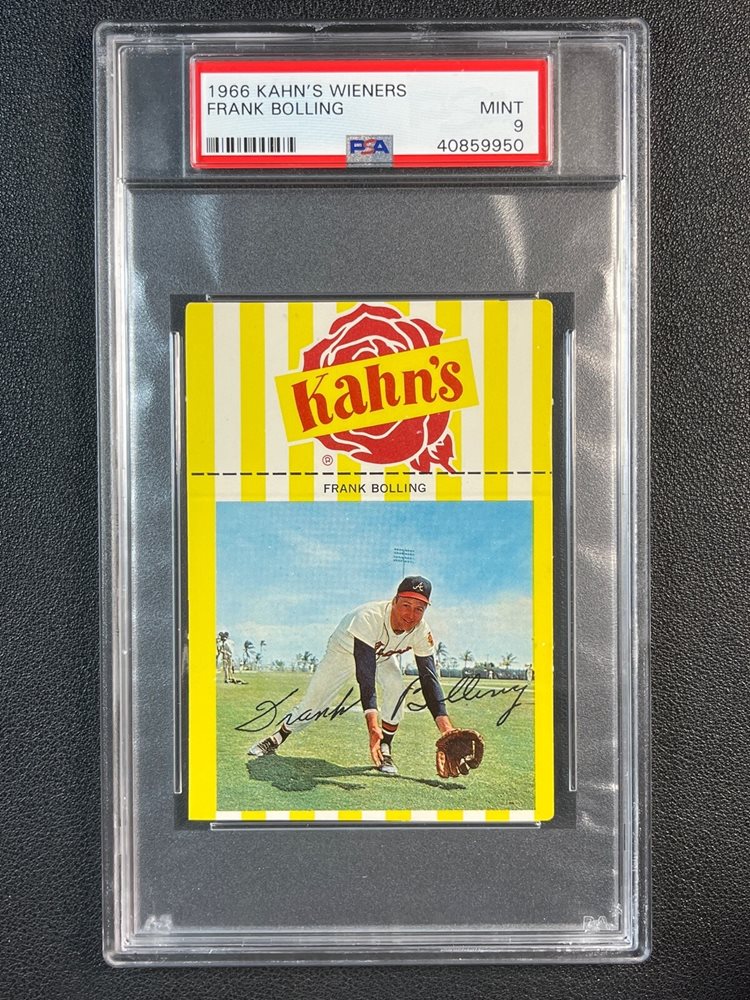 1966 KAHN'S WIENERS
FRANK BOLLING MINT
9
PSA 40859950
Kahn's
®
FRANK BOLLING
Frank Bolling